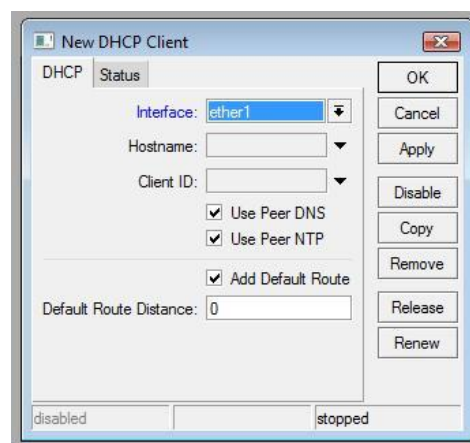 New DHCP Client
DHCP Status
Interface: ether1
Hostname:
Client ID:
Use Peer DNS
Use Peer NTP
Add Default Route
Default Route Distance: 0
OK
Cancel
Apply
Disable
Copy
Remove
Release
Renew
disabled stopped